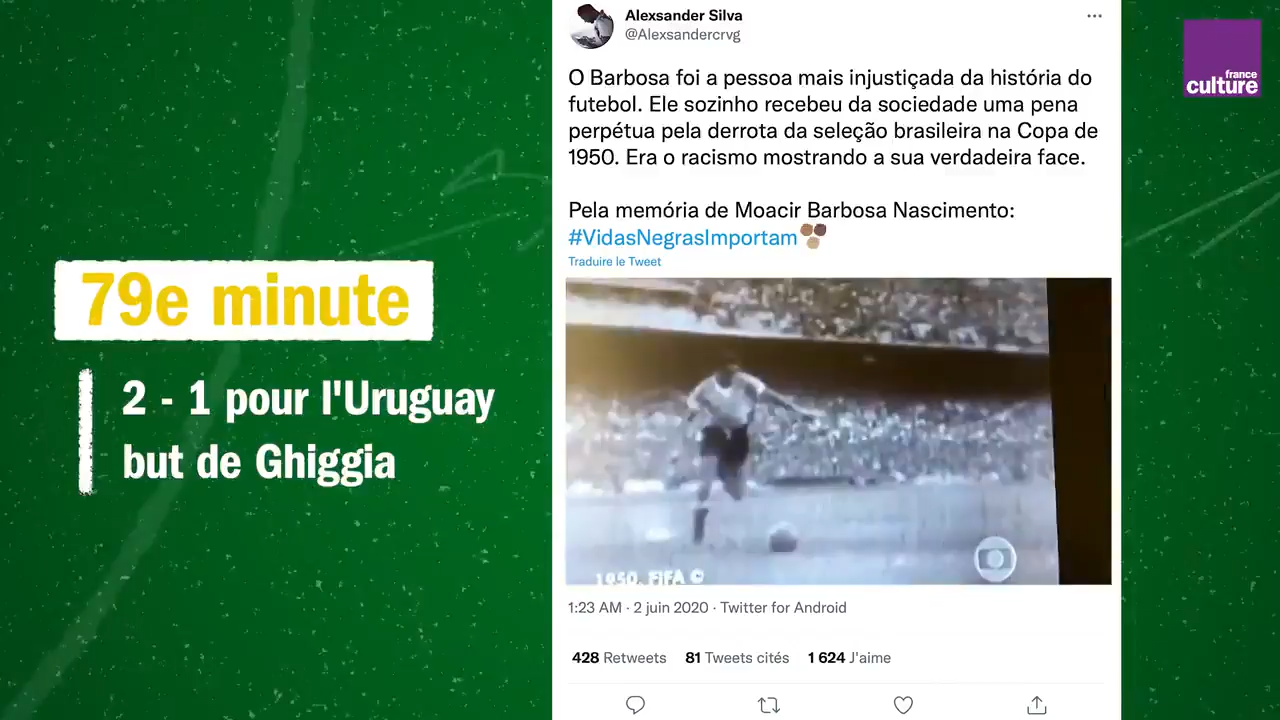 79e minute
2 - 1 pour l'Uruguay
but de Ghiggia
Alexsander Silva
@Alexsandercrvg
O Barbosa foi a pessoa mais injustiçada da história do
futebol. Ele sozinho recebeu da sociedade uma pena
perpétua pela derrota da seleção brasileira na Copa de
1950. Era o racismo mostrando a sua verdadeira face.
Pela memória de Moacir Barbosa Nascimento:
#VidasNegrasImportam
Traduire le Tweet
1950, FIFA ©
1:23 AM · 2 juin 2020 · Twitter for Android
428 Retweets 81 Tweets cités 1 624 J'aime
france
culture